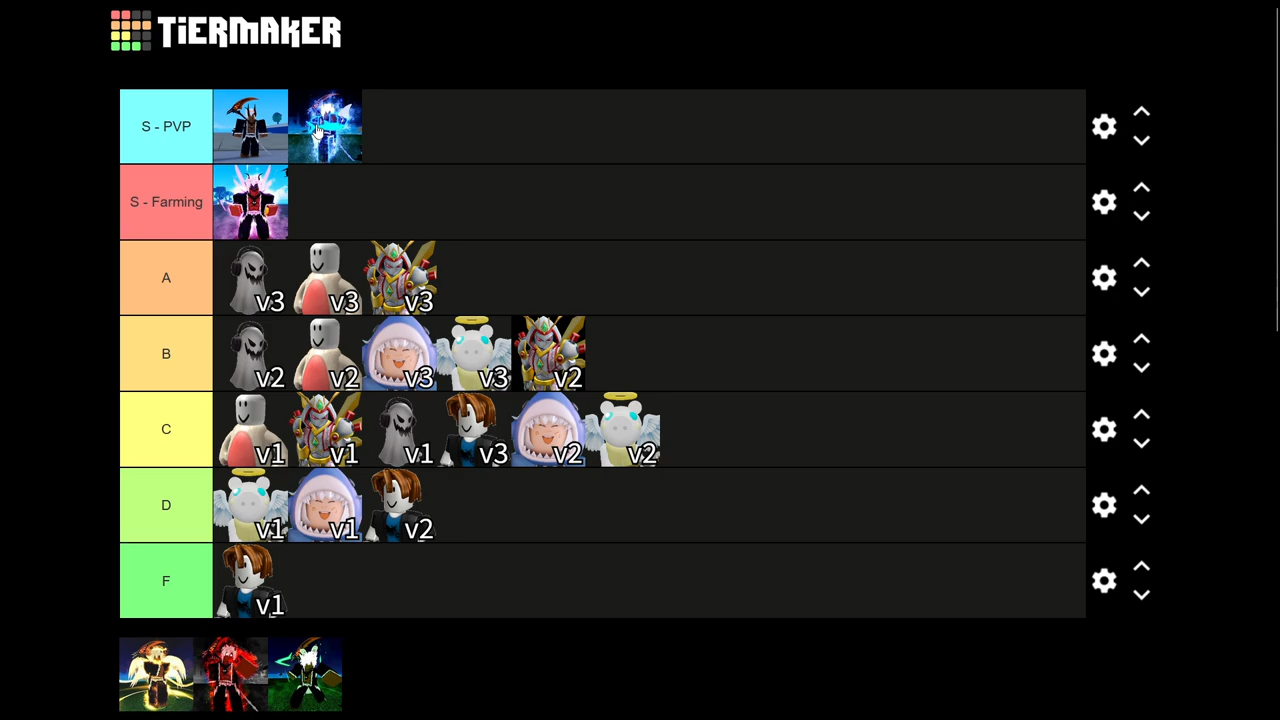 TiERMAKER
S - PVP
S - Farming
A
v3 v3 v3
B
v2 v2 v3 v3 v2
C
v1 v1 v1 v3 v2 v2
D
v1 v1 v2
F
v1